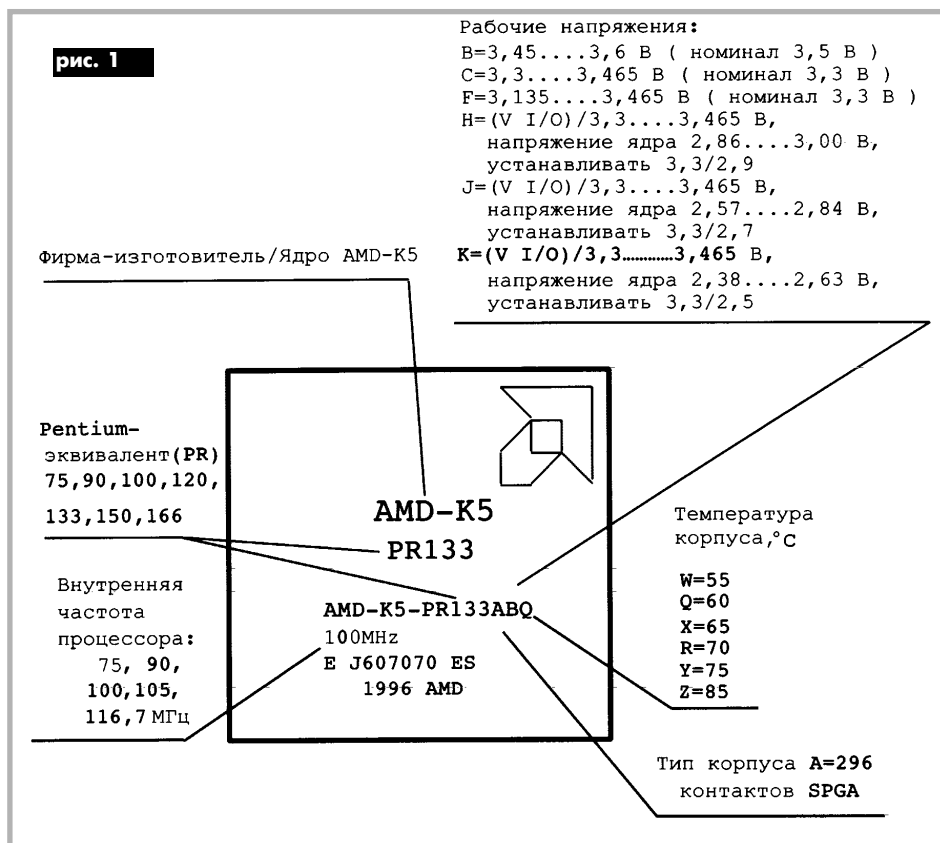 рис. 1
Рабочие напряжения:
B=3,45....3,6 В ( номинал 3,5 В )
C=3,3....3,465 В ( номинал 3,3 В )
F=3,135....3,465 В ( номинал 3,3 В )
H=(V I/O)/3,3....3,465 В,
напряжение ядра 2,86....3,00 В,
устанавливать 3,3/2,9
J=(V I/O)/3,3....3,465 В,
напряжение ядра 2,57....2,84 В,
устанавливать 3,3/2,7
K=(V I/O)/3,3............3,465 В,
напряжение ядра 2,38....2,63 В,
устанавливать 3,3/2,5
Фирма-изготовитель/Ядро AMD-K5
Pentium-
эквивалент(PR)
75,90,100,120,
133,150,166
Внутренняя
частота
процессора:
75, 90,
100,105,
116,7 МГц
AMD-K5
PR133
AMD-K5-PR133ABQ
100MHz
E J607070 ES
1996 AMD
Температура
корпуса,°C
W=55
Q=60
X=65
R=70
Y=75
Z=85
Тип корпуса A=296
контактов SPGA